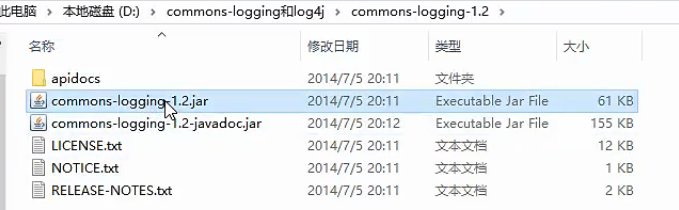 此电脑 > 本地磁盘 (D:) > commons-logging和log4j > commons-logging-1.2 >
名称 修改日期 类型 大小
apidocs 2014/7/5 20:11 文件夹
commons-logging-1.2.jar 2014/7/5 20:11 Executable Jar File 61 KB
commons-logging-1.2-javadoc.jar 2014/7/5 20:12 Executable Jar File 155 KB
LICENSE.txt 2014/7/5 20:11 文本文档 12 KB
NOTICE.txt 2014/7/5 20:11 文本文档 1 KB
RELEASE-NOTES.txt 2014/7/5 20:11 文本文档 2 KB